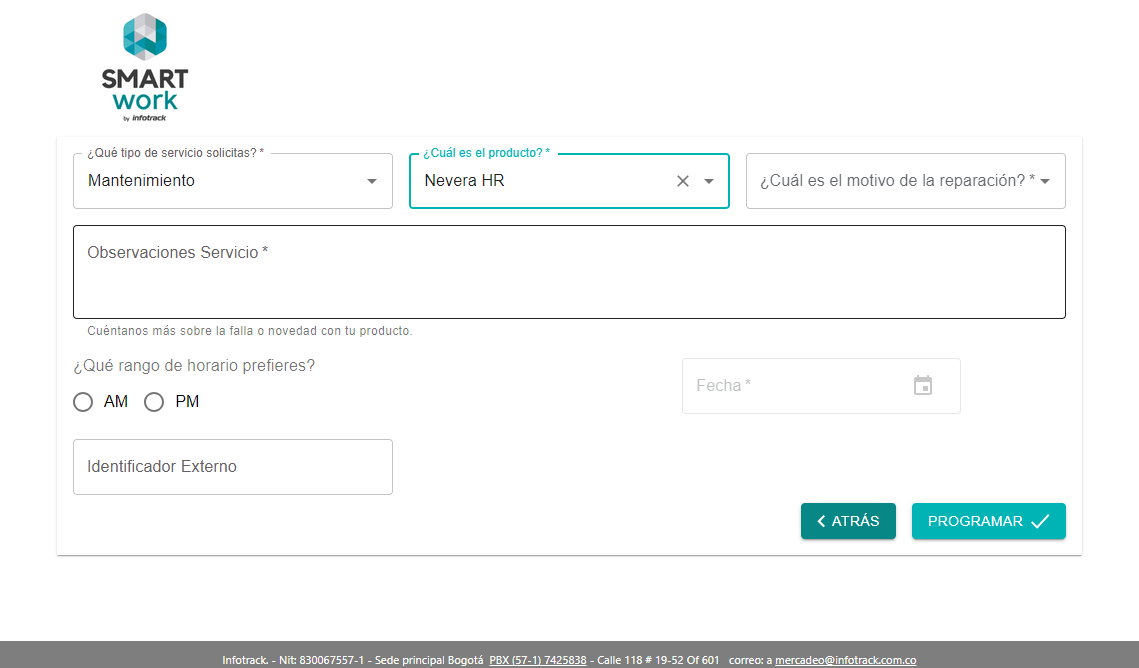 SMART
work
by infotrack
¿Qué tipo de servicio solicitas? *
Mantenimiento
¿Cuál es el producto? *
Nevera HR
¿Cuál es el motivo de la reparación? *
Observaciones Servicio *
Cuéntanos más sobre la falla o novedad con tu producto.
¿Qué rango de horario prefieres?
AM
PM
Fecha *
Identificador Externo
ATRÁS
PROGRAMAR
Infotrack. - Nit: 830067557-1 - Sede principal Bogotá PBX (57-1) 7425838 - Calle 118 # 19-52 Of 601 correo: a mercadeo@infotrack.com.co